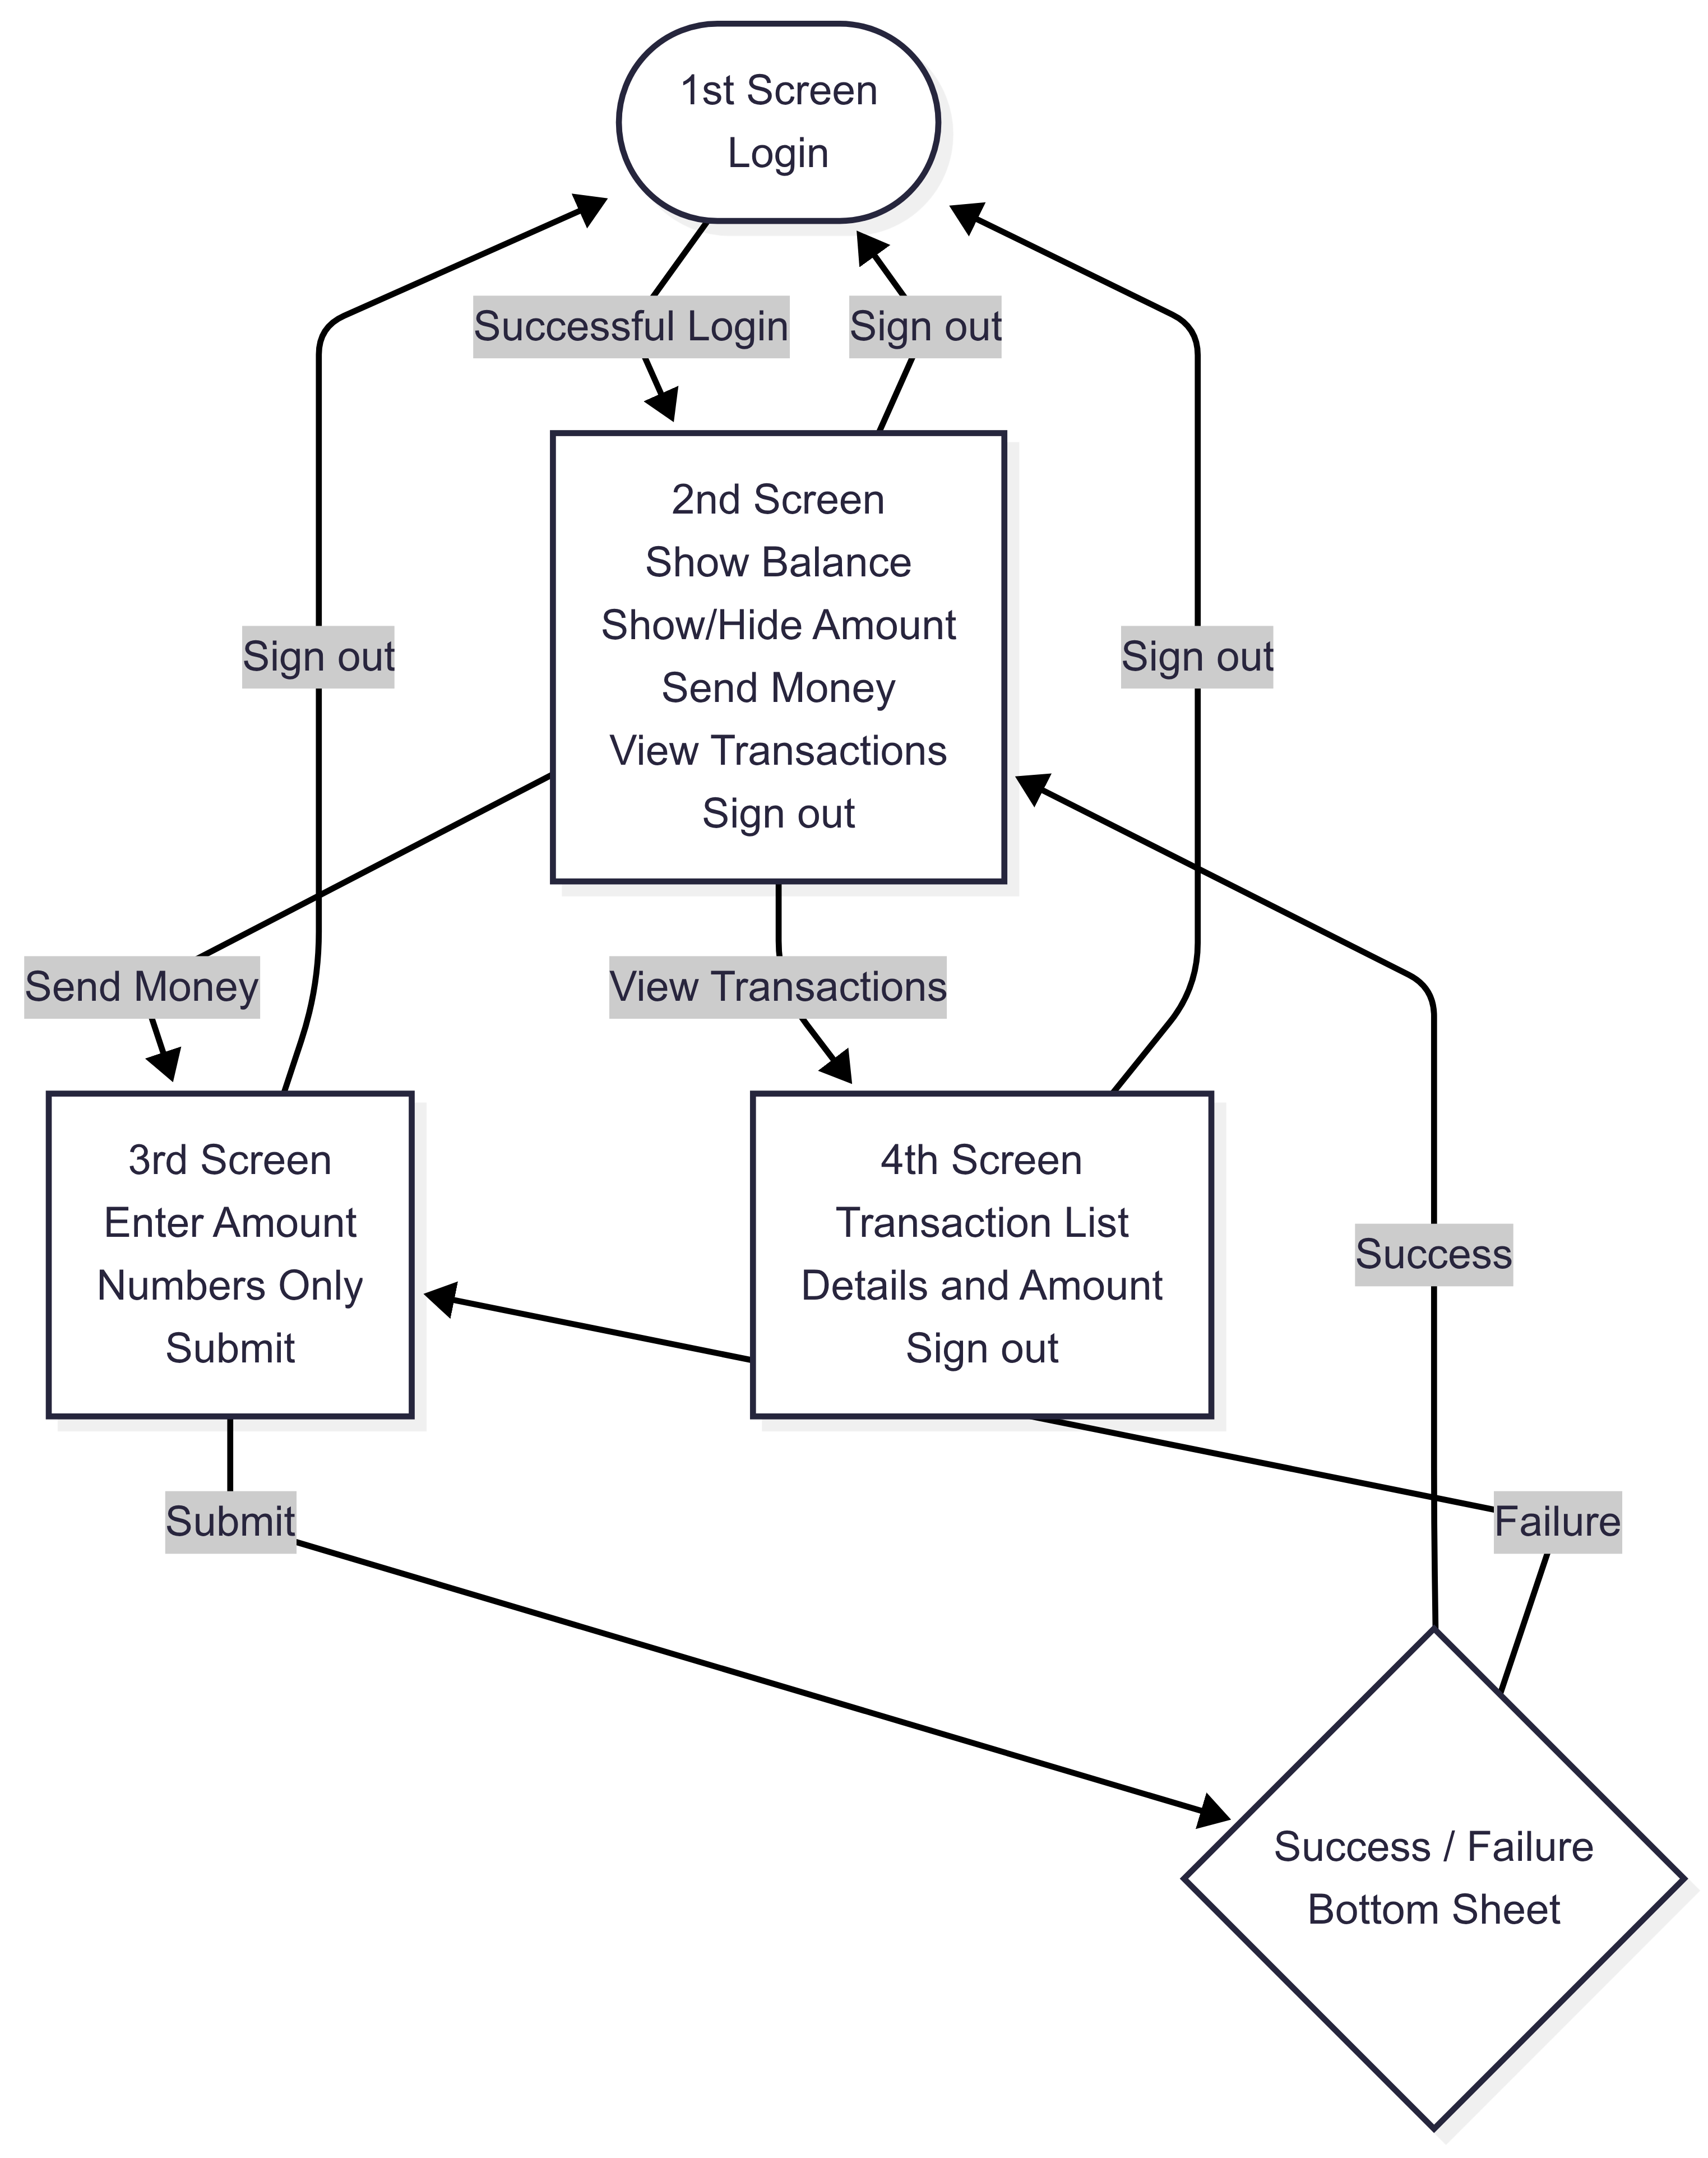 1st Screen
Login
Successful Login
Sign out
2nd Screen
Show Balance
Show/Hide Amount
Send Money
View Transactions
Sign out
Sign out
Sign out
Send Money
View Transactions
3rd Screen
Enter Amount
Numbers Only
Submit
4th Screen
Transaction List
Details and Amount
Sign out
Success
Submit
Failure
Success / Failure
Bottom Sheet